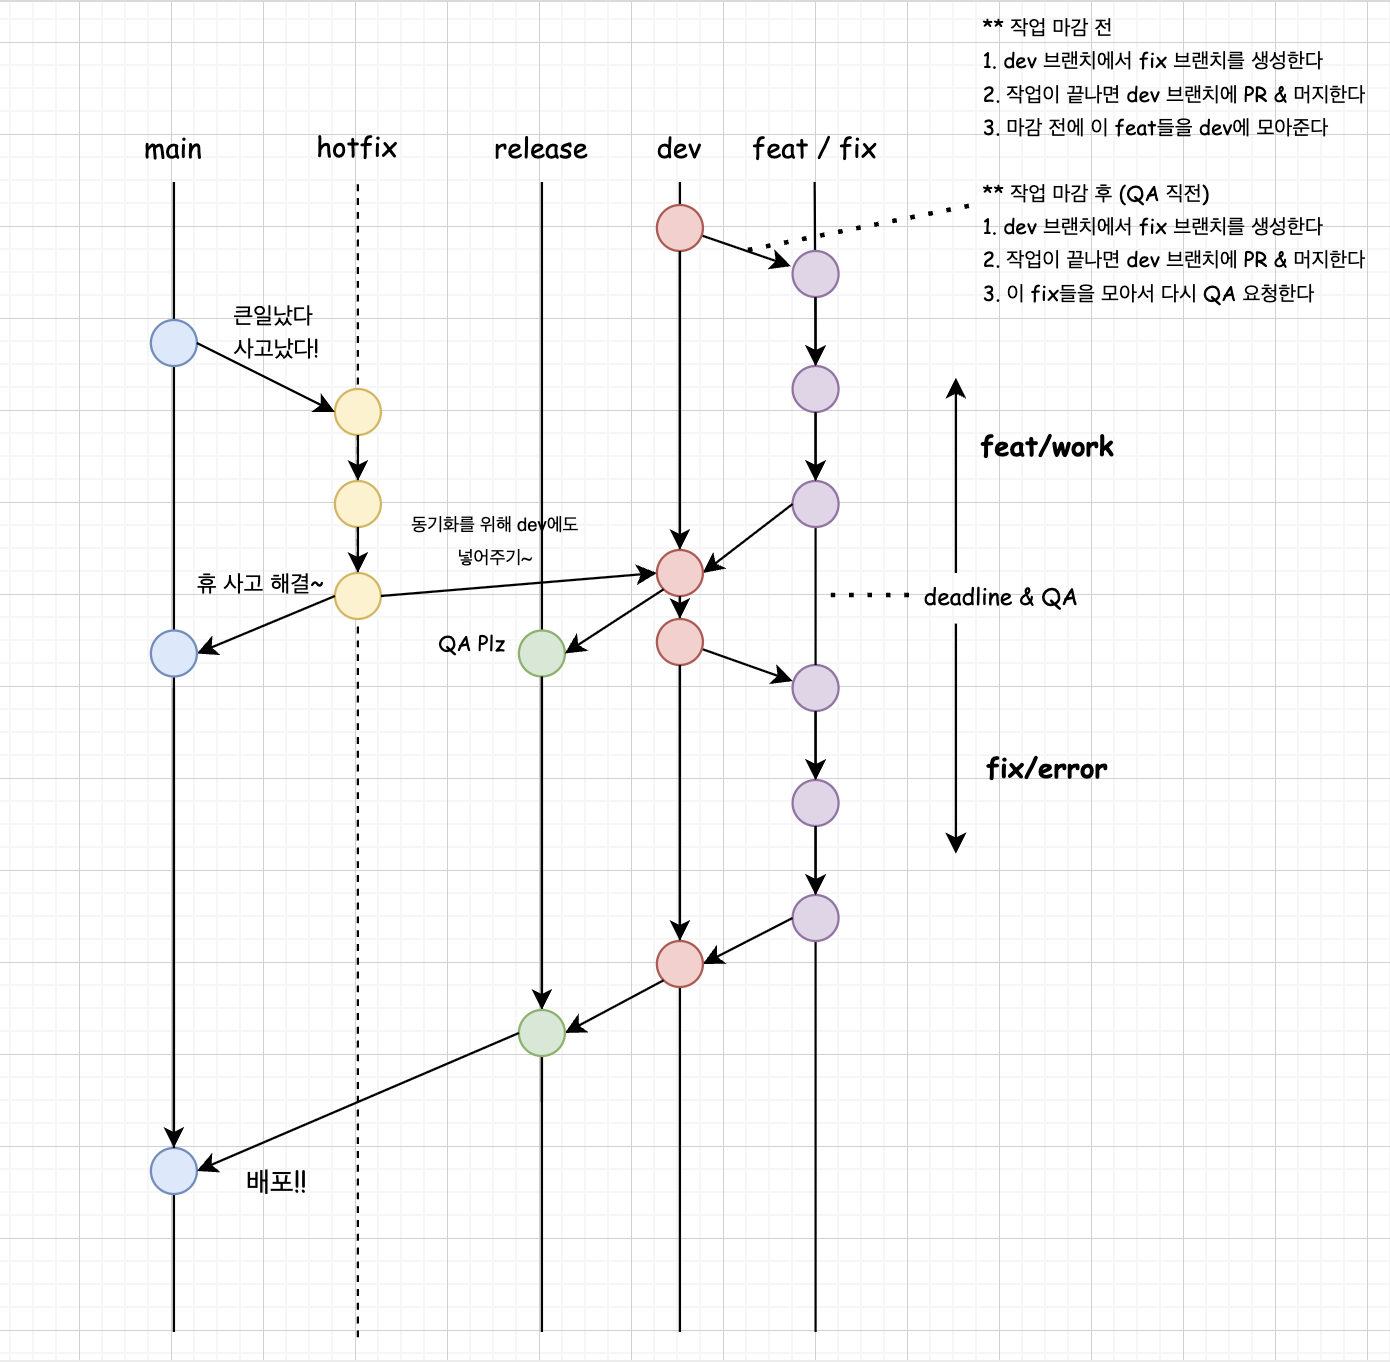 ** 작업 마감 전
1. dev 브랜치에서 fix 브랜치를 생성한다
2. 작업이 끝나면 dev 브랜치에 PR & 머지한다
3. 마감 전에 이 feat들을 dev에 모아준다
main
hotfix
release
dev
feat / fix
** 작업 마감 후 (QA 직전)
1. dev 브랜치에서 fix 브랜치를 생성한다
2. 작업이 끝나면 dev 브랜치에 PR & 머지한다
3. 이 fix들을 모아서 다시 QA 요청한다
큰일났다
사고났다!
feat/work
동기화를 위해 dev에도
넣어주기~
휴 사고 해결~
deadline & QA
QA Plz
fix/error
배포!!